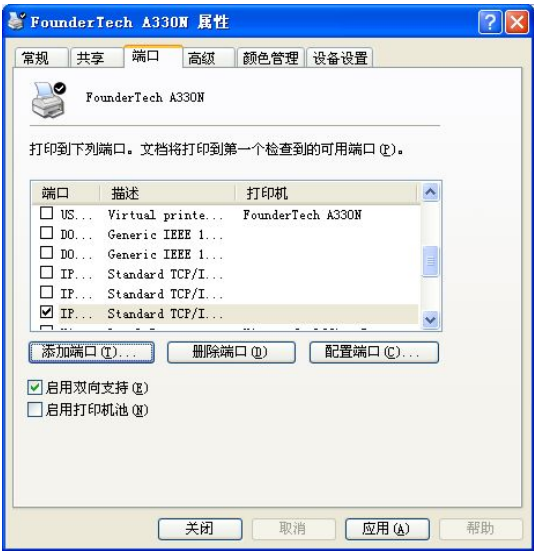 FounderTech A330N 属性
常规 共享 端口 高级 颜色管理 设备设置
FounderTech A330N
打印到下列端口。文档将打印到第一个检查到的可用端口(P)。
端口 描述 打印机
US... Virtual printe... FounderTech A330N
DO... Generic IEEE 1...
DO... Generic IEEE 1...
IP... Standard TCP/I...
IP... Standard TCP/I...
IP... Standard TCP/I...
添加端口(T)... 删除端口(D) 配置端口(C)...
启用双向支持(E)
启用打印机池(N)
关闭 取消 应用(A) 帮助